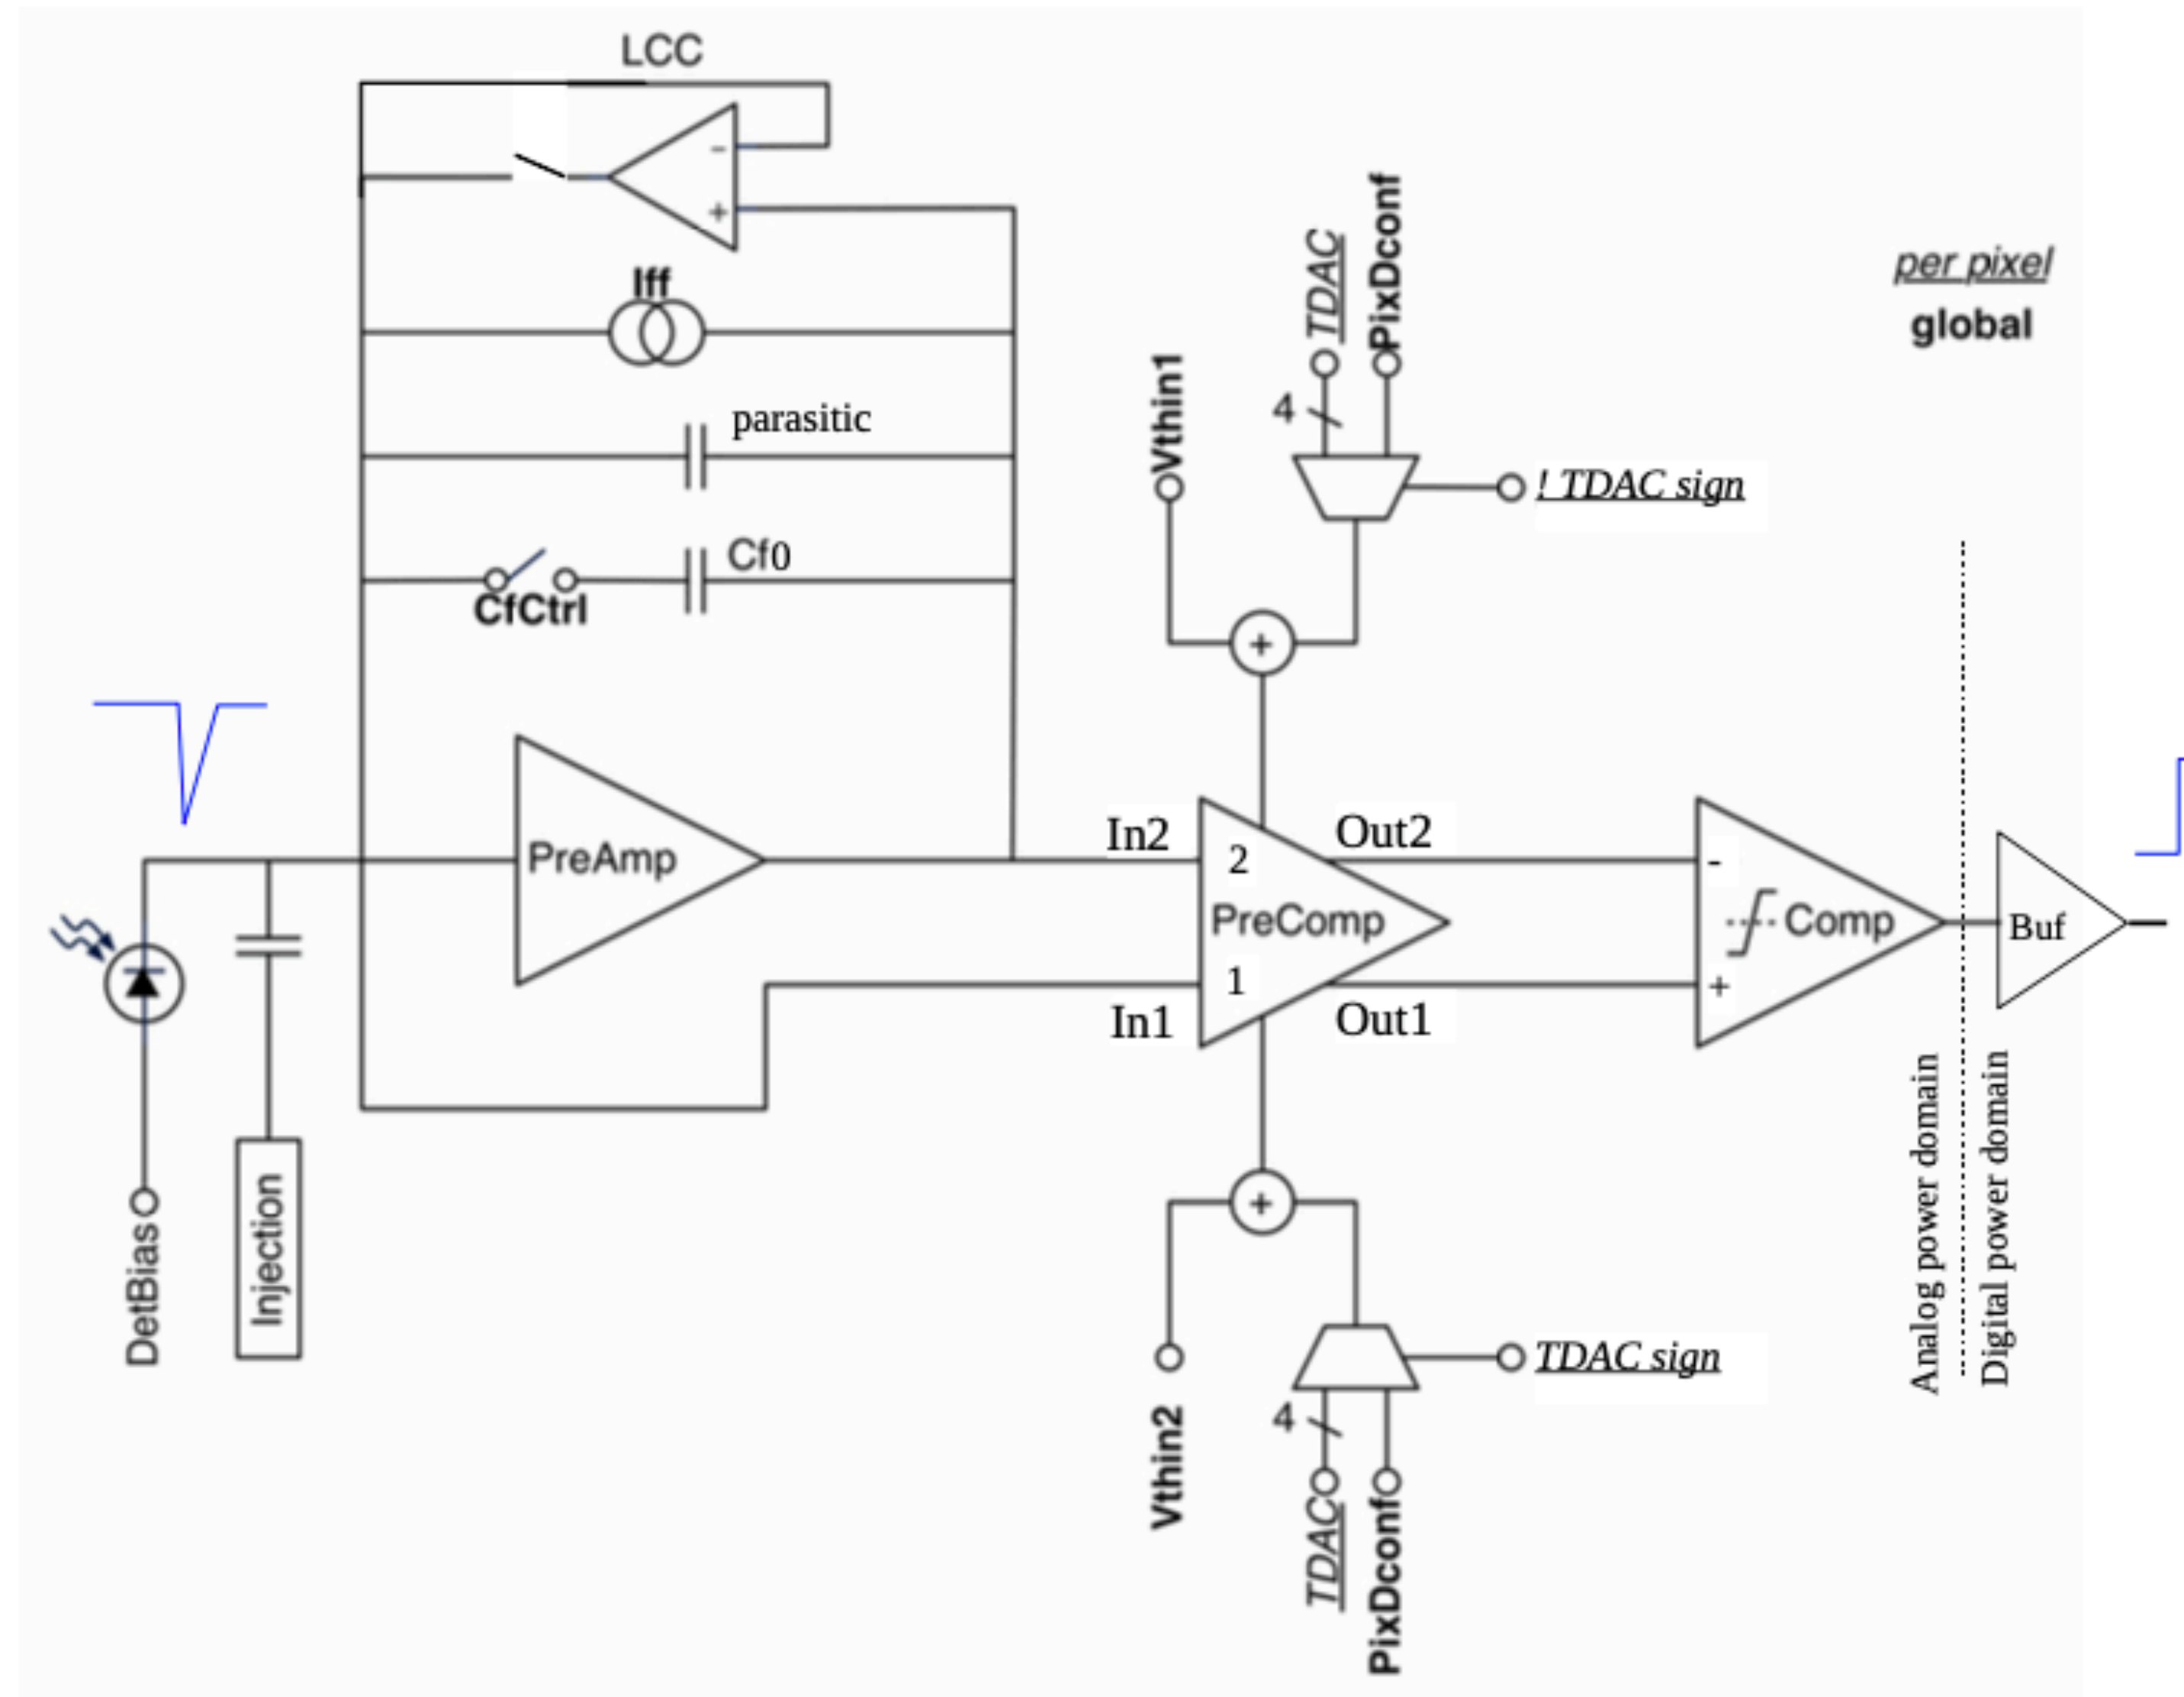 LCC
-
+
Iff
parasitic
Cf0
CfCtrl
TDAC
PixDconf
Vthin1
4
! TDAC sign
per pixel
global
+
PreAmp
In2
In1
2
PreComp
1
Out2
Out1
-
Comp
+
Buf
Analog power domain
Digital power domain
DetBias
Injection
+
Vthin2
TDAC sign
4
TDAC
PixDconf